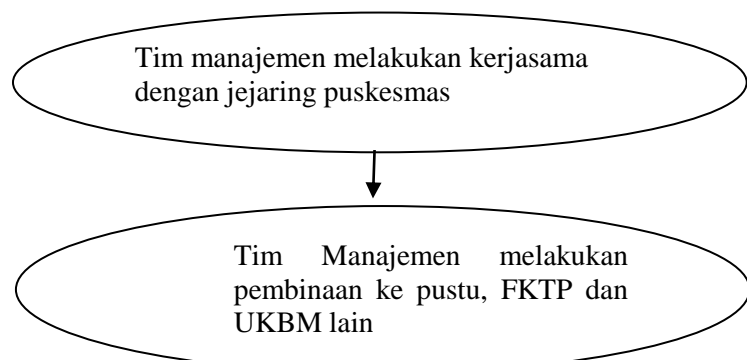 Tim manajemen melakukan kerjasama
dengan jejaring puskesmas
Tim Manajemen melakukan
pembinaan ke pustu, FKTP dan
UKBM lain